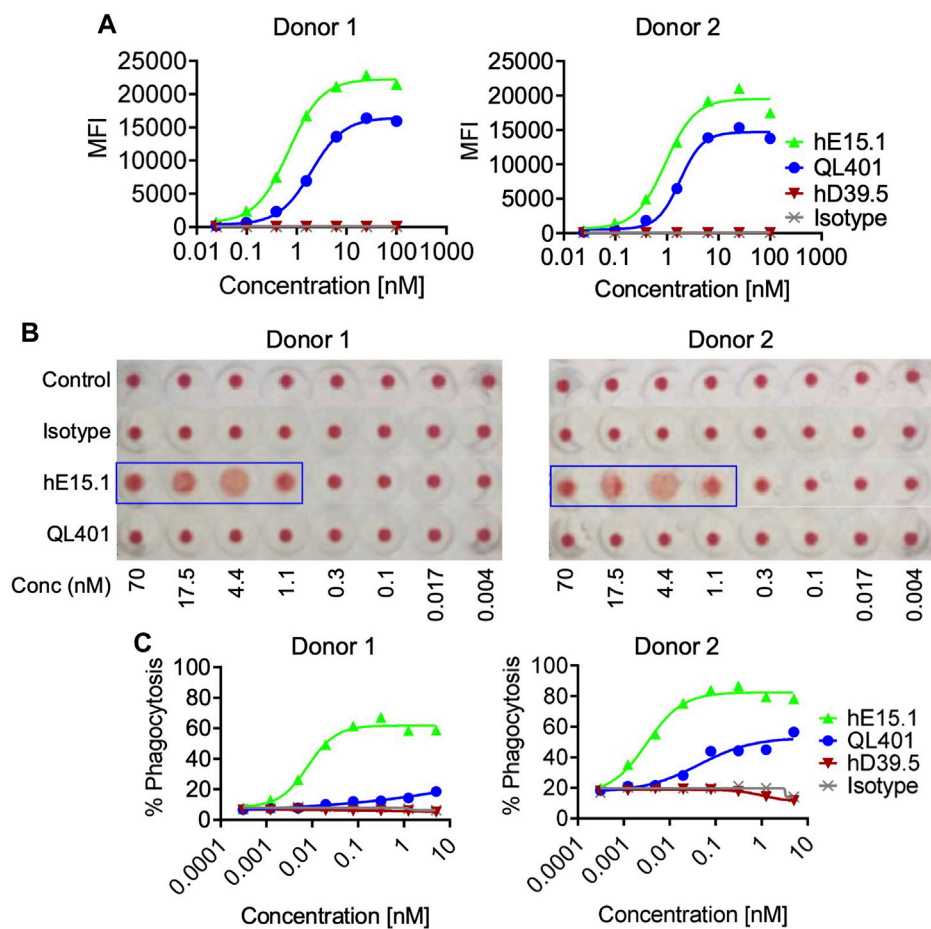 A
Donor 1
Donor 2
25000
20000
15000
10000
5000
0
MFI
0.01 0.1 1 10 100 1000
Concentration [nM]
25000
20000
15000
10000
5000
0
MFI
0.01 0.1 1 10 100 1000
Concentration [nM]
hE15.1
QL401
hD39.5
Isotype
B
Donor 1
Donor 2
Control
Isotype
hE15.1
QL401
Conc (nM) 70 17.5 4.4 1.1 0.3 0.1 0.017 0.004
70 17.5 4.4 1.1 0.3 0.1 0.017 0.004
C
Donor 1
Donor 2
100
80
60
40
20
0
% Phagocytosis
0.0001 0.001 0.01 0.1 1 10
Concentration [nM]
100
80
60
40
20
0
% Phagocytosis
0.0001 0.001 0.01 0.1 1 10
Concentration [nM]
hE15.1
QL401
hD39.5
Isotype